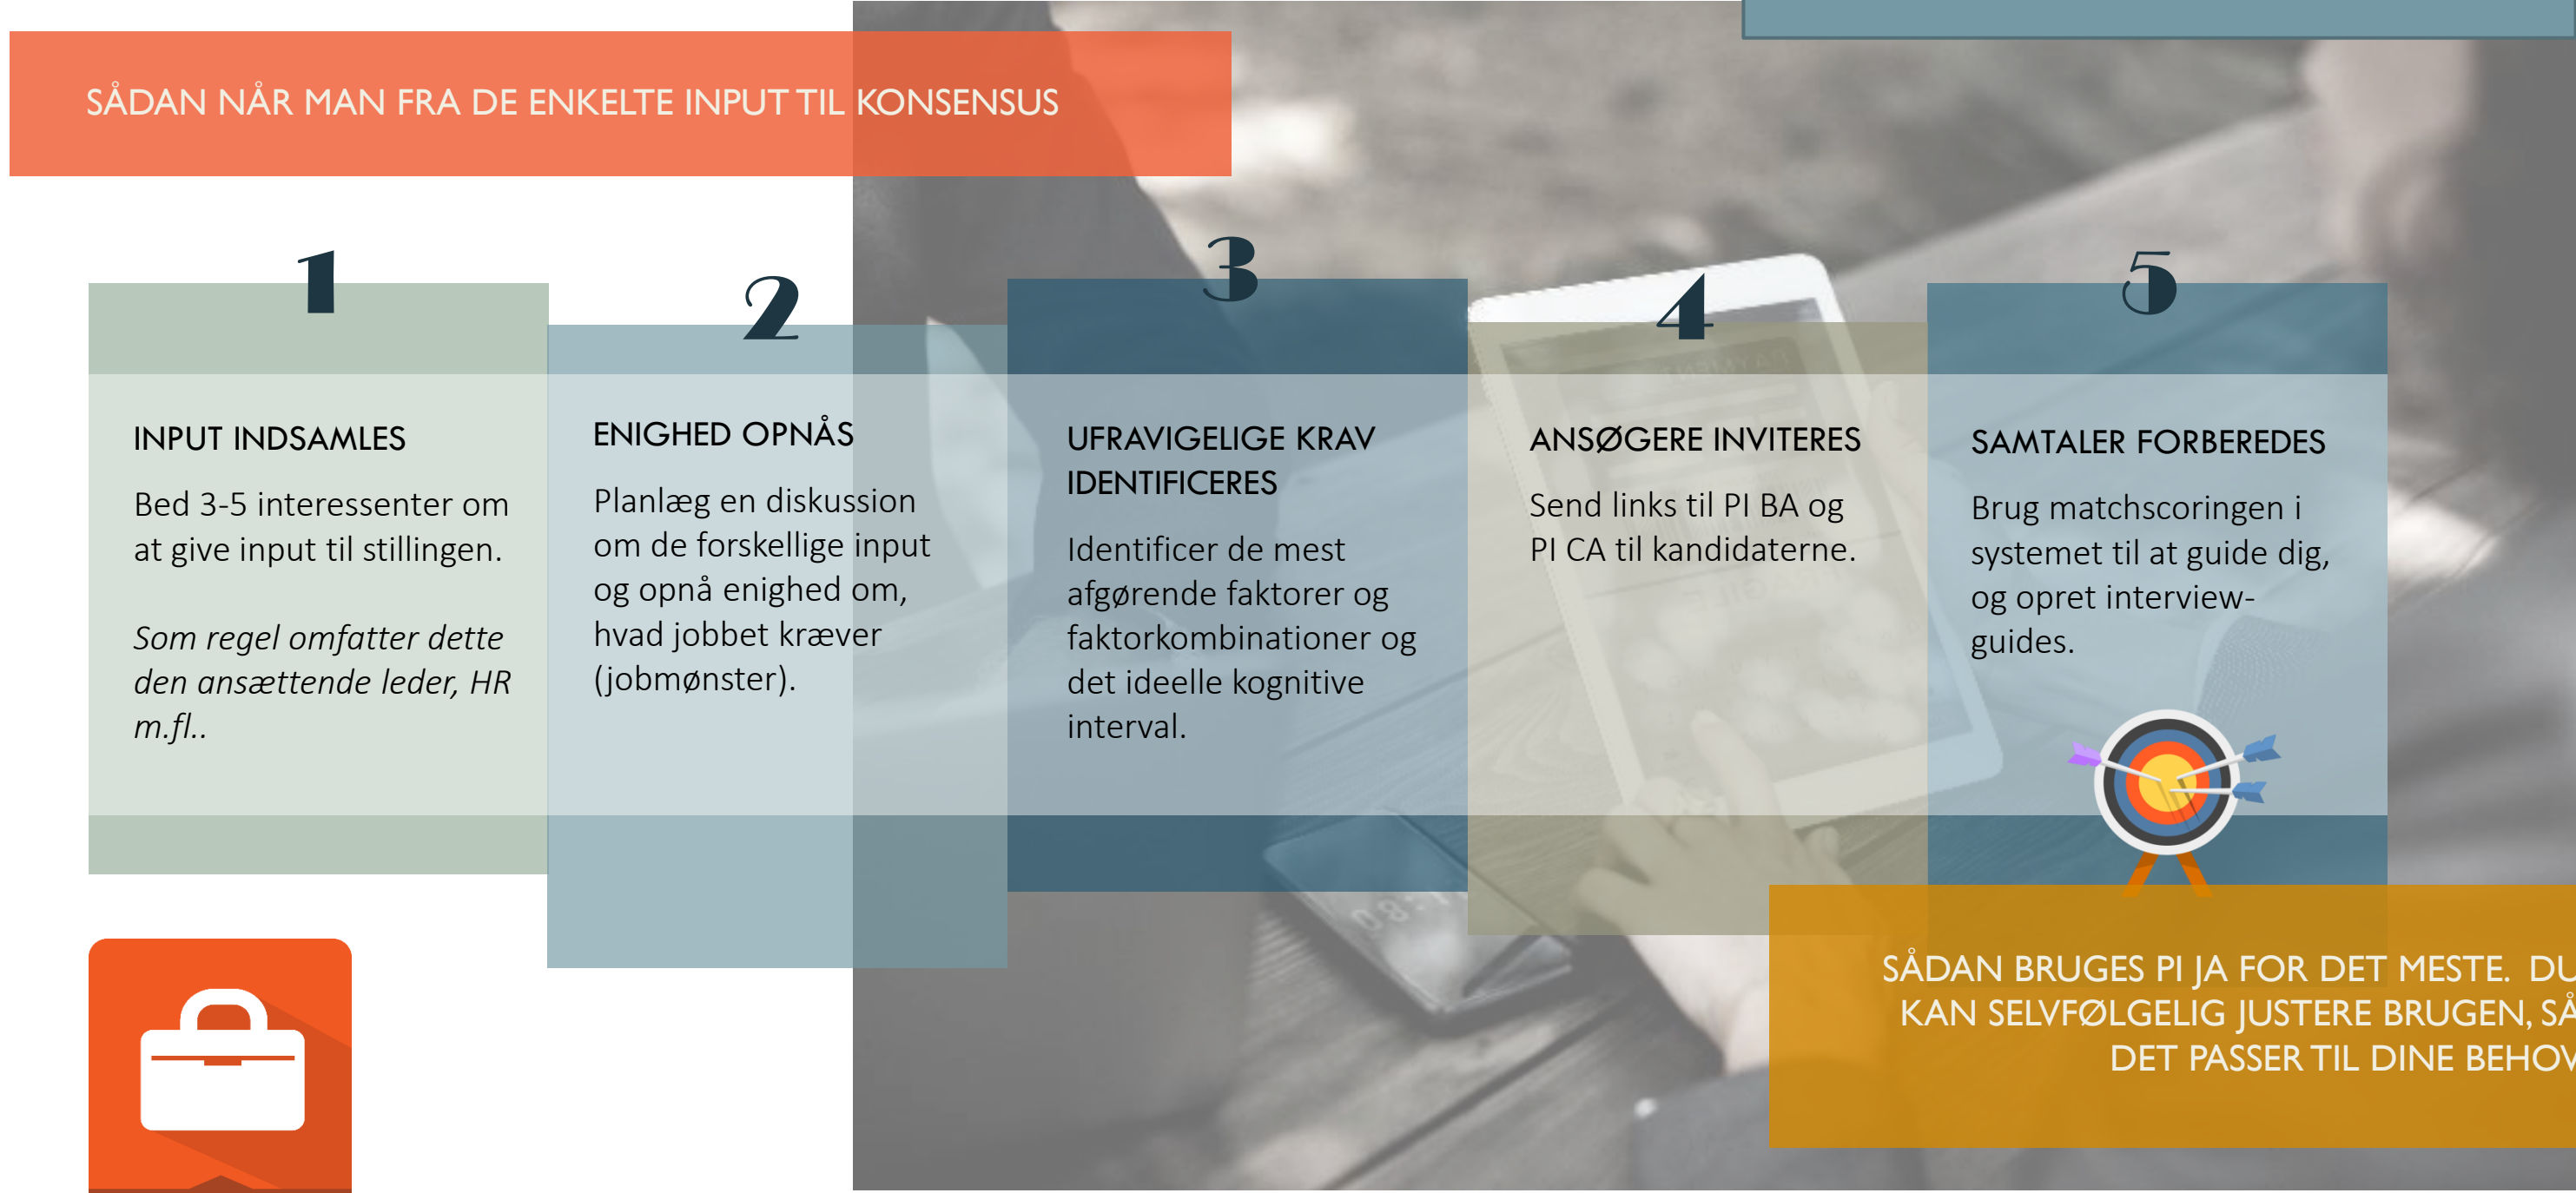 SÅDAN NÅR MAN FRA DE ENKELTE INPUT TIL KONSENSUS
1
INPUT INDSAMLES
Bed 3-5 interessenter om
at give input til stillingen.
Som regel omfatter dette
den ansættende leder, HR
m.fl..
2
ENIGHED OPNÅS
Planlæg en diskussion
om de forskellige input
og opnå enighed om,
hvad jobbet kræver
(jobmønster).
3
UFRAVIGELIGE KRAV
IDENTIFICERES
Identificer de mest
afgørende faktorer og
faktorkombinationer og
det ideelle kognitive
interval.
4
ANSØGERE INVITERES
Send links til PI BA og
PI CA til kandidaterne.
5
SAMTALER FORBEREDES
Brug matchscoringen i
systemet til at guide dig,
og opret interview-
guides.
SÅDAN BRUGES PI JA FOR DET MESTE. DU
KAN SELVFØLGELIG JUSTERE BRUGEN, SÅ
DET PASSER TIL DINE BEHOV